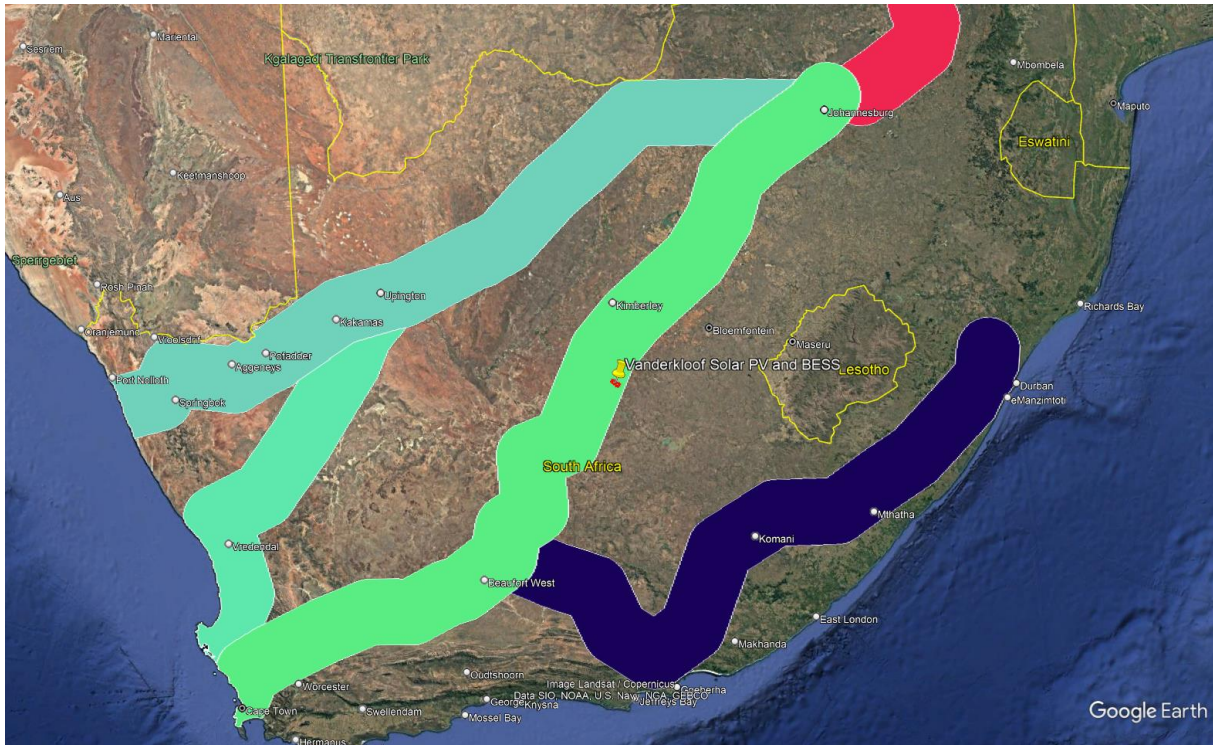 Mariental
Sesriem
Kgalagadi Transfrontier Park
Mbombela
Maputo
Johannesburg
Eswatini
Keetmanshoop
Aus
Sperrgebiet
Rosh Pinah
Upington
Kimberley
Richards Bay
Kakamas
Oranjemund
Vioolsdrif
Bloemfontein
Maseru
Pofadder
Aggeneys
Vanderkloof Solar PV and BESS
Lesotho
Port Nolloth
Durban
eManzimtoti
Springbok
South Africa
Mthatha
Komani
Vredendal
Beaufort West
East London
Makhanda
Oudtshoorn
Worcester
Image Landsat / Copernicus
Gqeberha
Data SIO, NOAA, U.S. Navy, NGA, GEBCO
George
Knysna
Jeffreys Bay
Cape Town
Swellendam
Mossel Bay
Hermanus
Google Earth